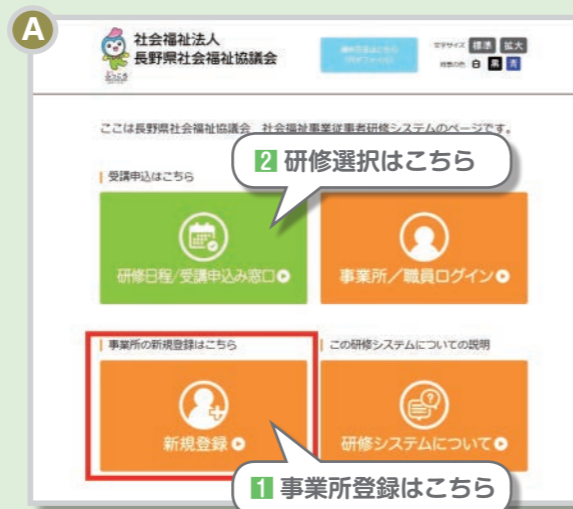 A
社会福祉法人
長野県社会福祉協議会
文字サイズ 標準 拡大
背景の色 白 黒 青
ここは長野県社会福祉協議会 社会福祉事業従事者研修システムのページです。
2 研修選択はこちら
受講申込はこちら
研修日程/受講申込み窓口
事業所/職員ログイン
事業所の新規登録はこちら
この研修システムについての説明
新規登録
研修システムについて
1 事業所登録はこちら